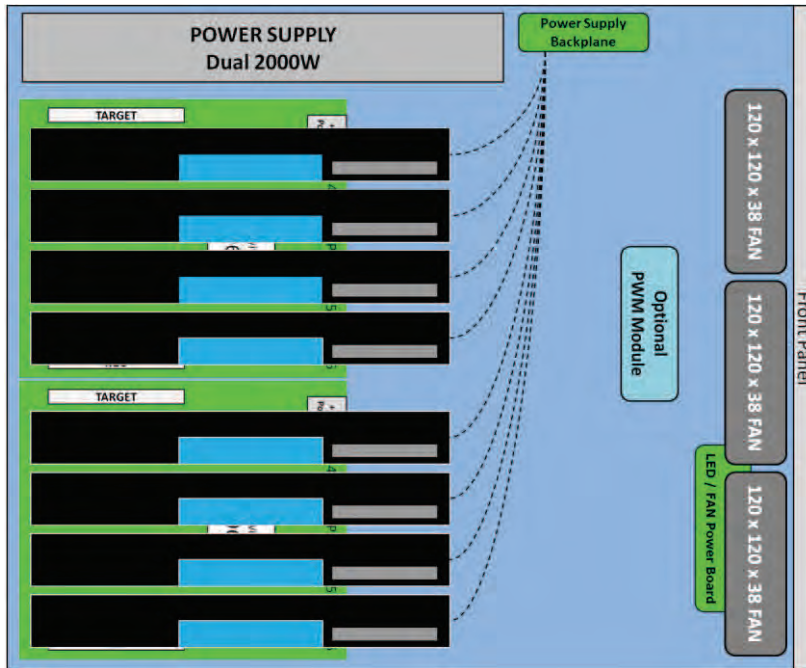 POWER SUPPLY
Dual 2000W
Power Supply
Backplane
TARGET
120 x 120 x 38 FAN
Optional
PWM Module
120 x 120 x 38 FAN
Front Panel
TARGET
LED / FAN Power Board
120 x 120 x 38 FAN